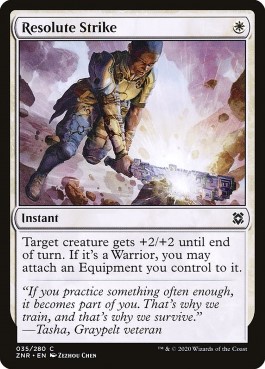 Resolute Strike
Instant
Target creature gets +2/+2 until end
of turn. If it's a Warrior, you may
attach an Equipment you control to it.
"If you practice something often enough,
it becomes part of you. That's why we
train, and that's why we survive."
—Tasha, Graypelt veteran
035/280 C
ZNR • EN Zezhou Chen
™ & © 2020 Wizards of the Coast